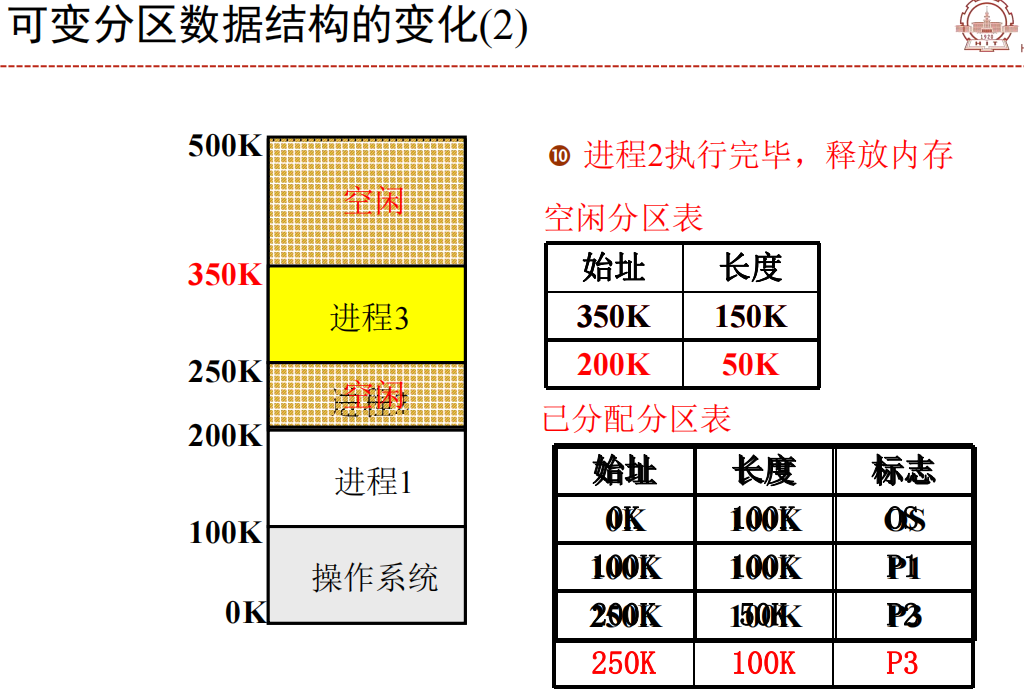 可变分区数据结构的变化(2)
500K
空闲
350K
进程3
250K
空闲
200K
进程1
100K
操作系统
0K
⑩ 进程2执行完毕，释放内存
空闲分区表
始址 长度
350K 150K
200K 50K
已分配分区表
始址 长度 标志
0K 100K OS
100K 100K P1
250K 100K P3
250K 100K P3